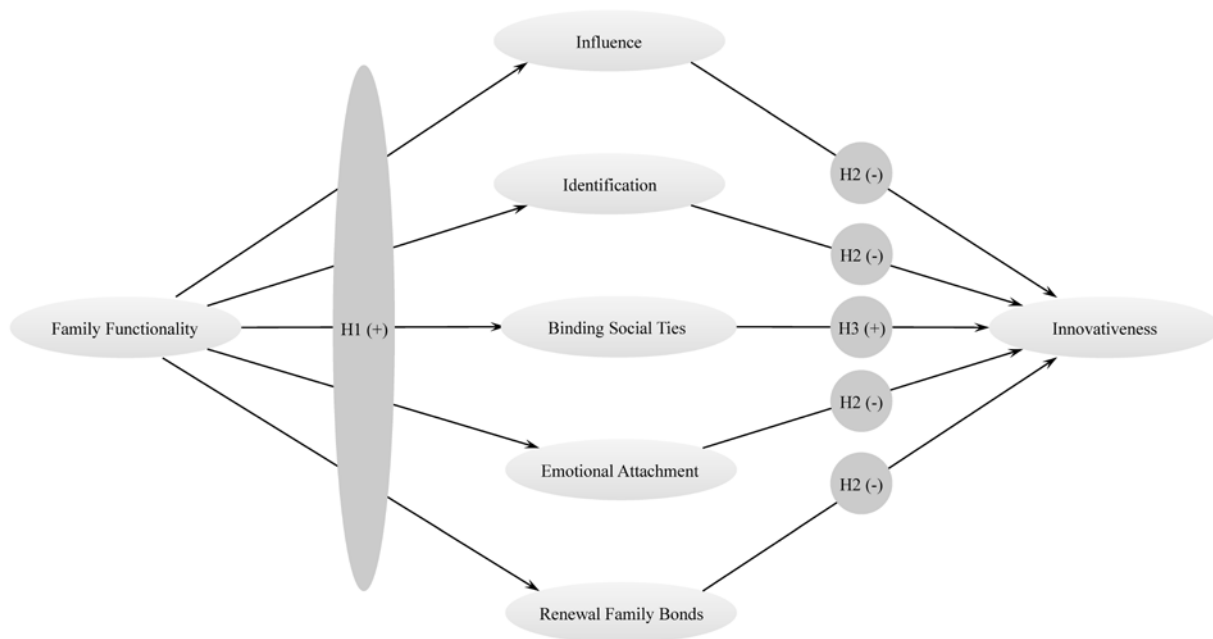 Influence
H2 (-)
Identification
H2 (-)
Family Functionality
H1 (+)
Binding Social Ties
H3 (+)
Innovativeness
H2 (-)
Emotional Attachment
H2 (-)
Renewal Family Bonds